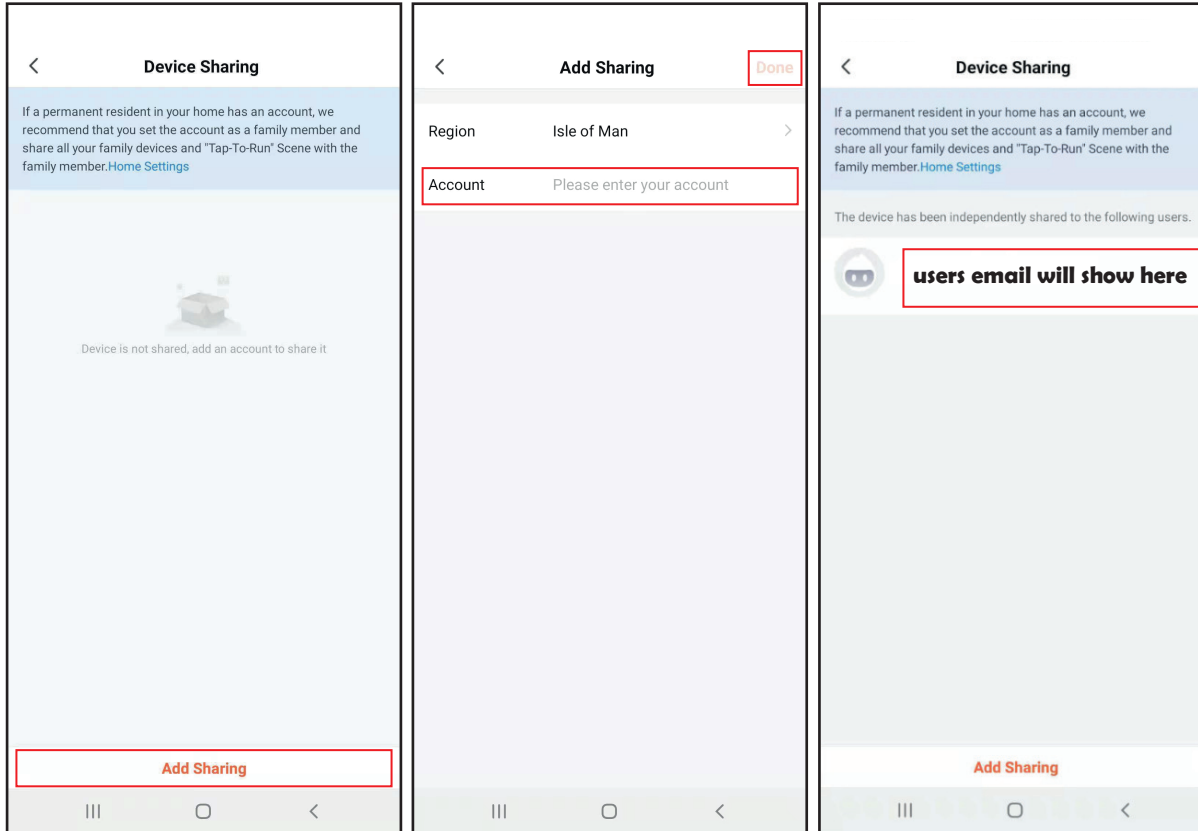 Device Sharing
If a permanent resident in your home has an account, we
recommend that you set the account as a family member and
share all your family devices and "Tap-To-Run" Scene with the
family member.Home Settings
Device is not shared, add an account to share it
Add Sharing
Add Sharing
Done
Region Isle of Man
Account Please enter your account
Device Sharing
If a permanent resident in your home has an account, we
recommend that you set the account as a family member and
share all your family devices and "Tap-To-Run" Scene with the
family member.Home Settings
The device has been independently shared to the following users.
users email will show here
Add Sharing